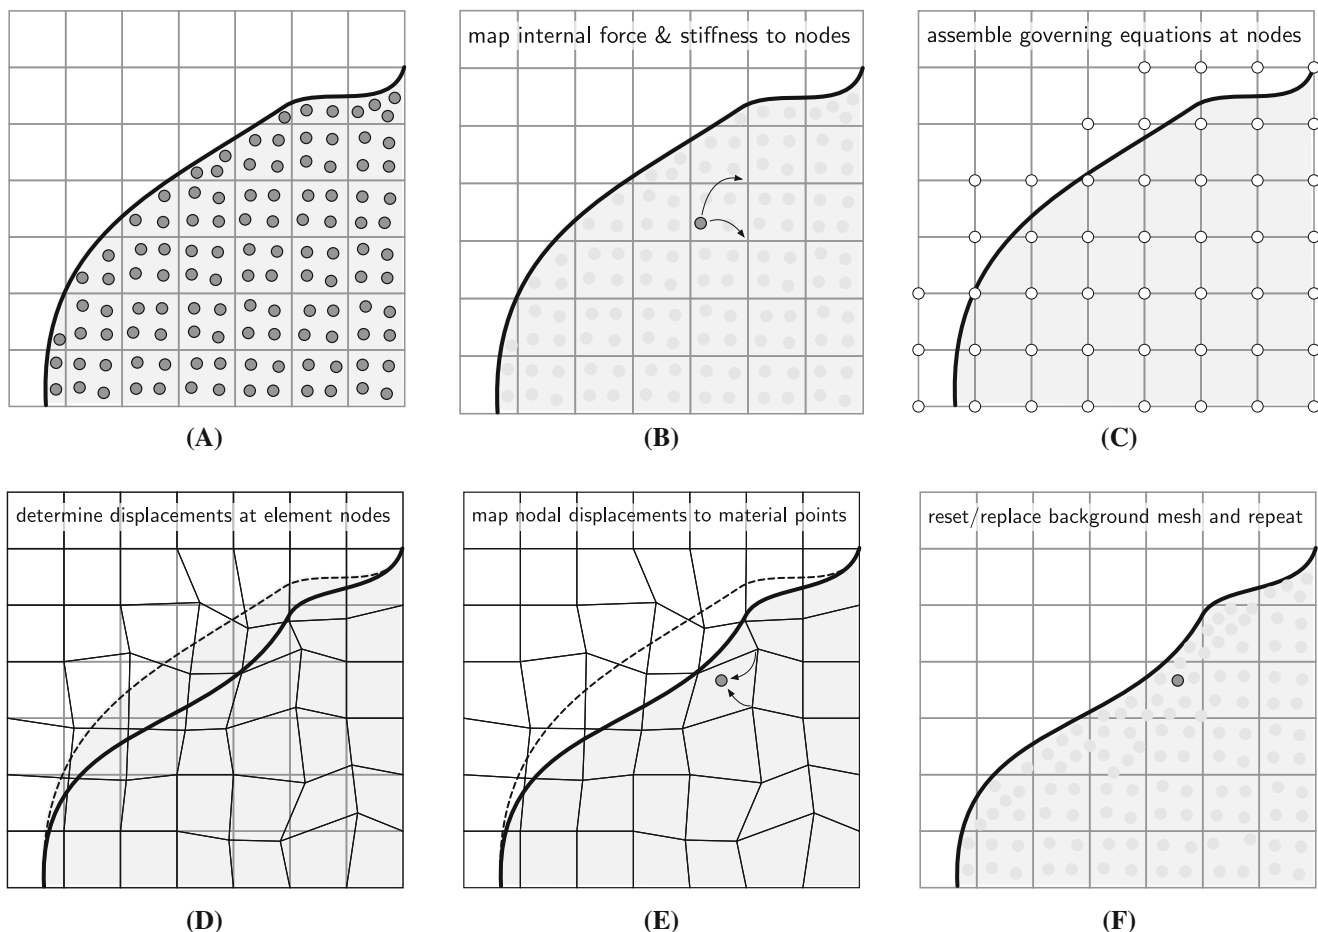 map internal force & stiffness to nodes
assemble governing equations at nodes
(A)
(B)
(C)
determine displacements at element nodes
map nodal displacements to material points
reset/replace background mesh and repeat
(D)
(E)
(F)